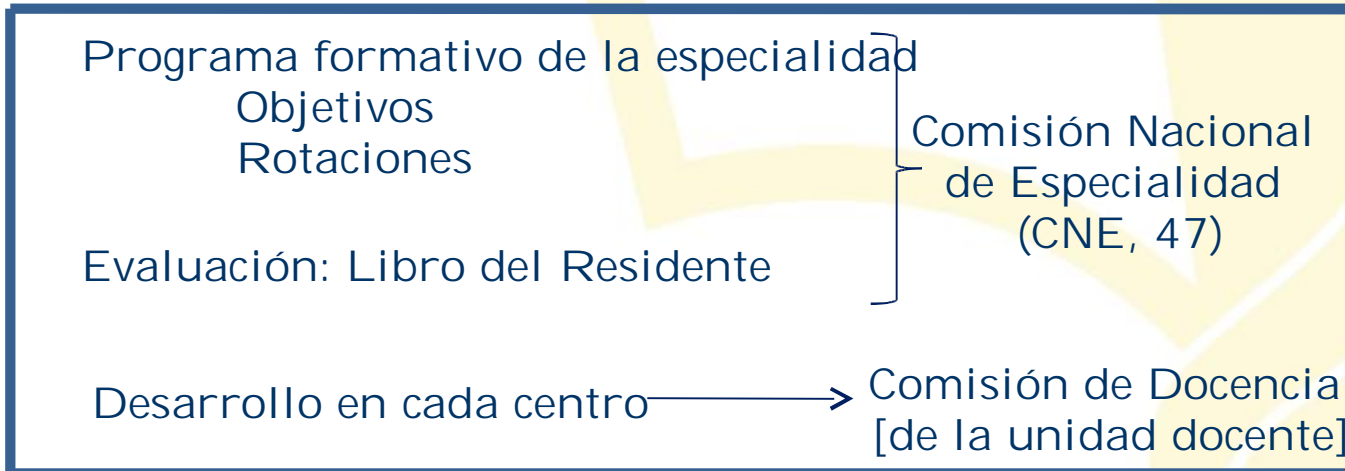 Programa formativo de la especialidad
Objetivos
Rotaciones
Evaluación: Libro del Residente
Comisión Nacional
de Especialidad
(CNE, 47)
Desarrollo en cada centro
Comisión de Docencia
[de la unidad docente]